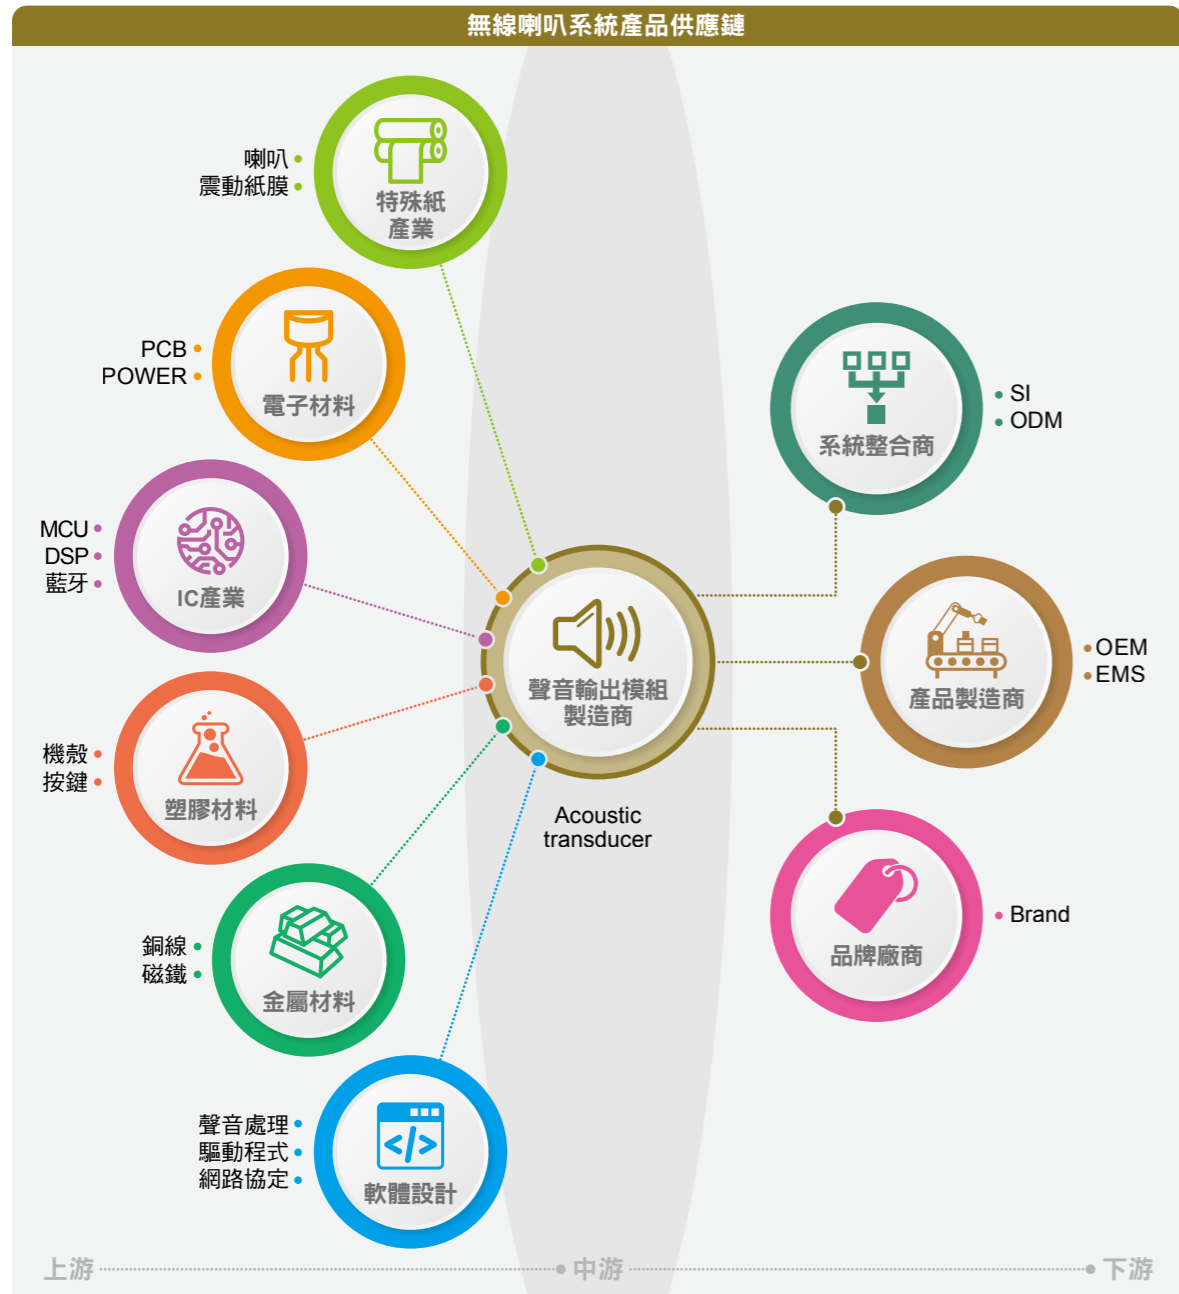 無線喇叭系統產品供應鏈
喇叭
震動紙膜
特殊紙
產業
PCB
POWER
電子材料
MCU
DSP
藍牙
IC產業
機殼
按鍵
塑膠材料
銅線
磁鐵
金屬材料
聲音處理
驅動程式
網路協定
軟體設計
聲音輸出模組
製造商
Acoustic
transducer
系統整合商
SI
ODM
產品製造商
OEM
EMS
品牌廠商
Brand
上游
中游
下游